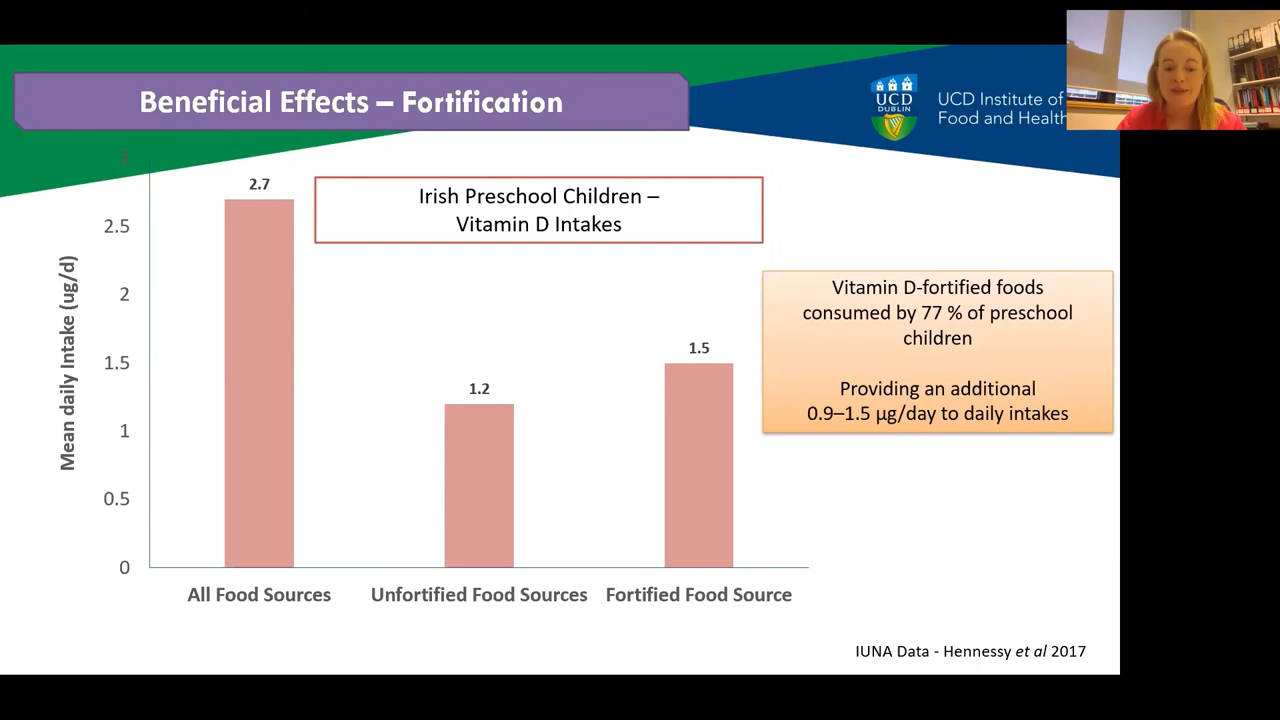 Beneficial Effects – Fortification
UCD
DUBLIN
UCD Institute of
Food and Health
3
2.5
2
1.5
1
0.5
0
Mean daily Intake (ug/d)
2.7
1.2
1.5
Irish Preschool Children –
Vitamin D Intakes
Vitamin D-fortified foods
consumed by 77 % of preschool
children
Providing an additional
0.9–1.5 µg/day to daily intakes
All Food Sources
Unfortified Food Sources
Fortified Food Source
IUNA Data - Hennessy et al 2017